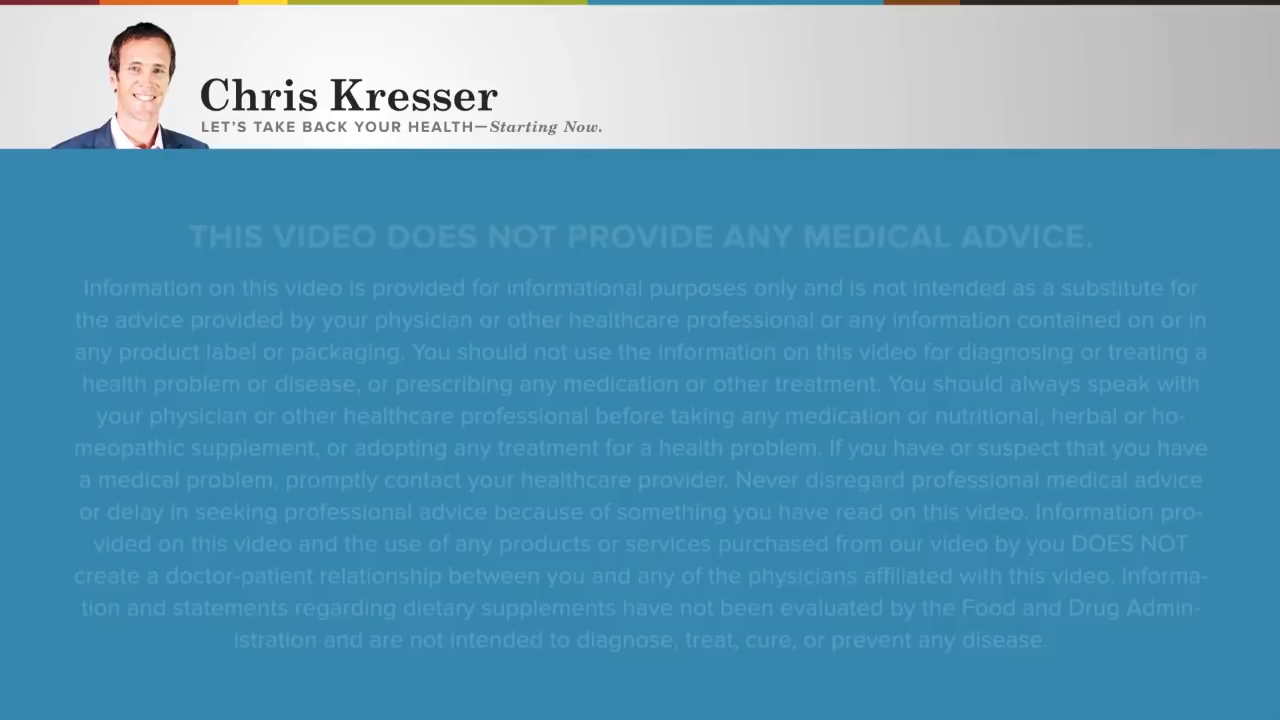 Chris Kresser
LET'S TAKE BACK YOUR HEALTH—Starting Now.
THIS VIDEO DOES NOT PROVIDE ANY MEDICAL ADVICE.
Information on this video is provided for informational purposes only and is not intended as a substitute for
the advice provided by your physician or other healthcare professional or any information contained on or in
any product label or packaging. You should not use the information on this video for diagnosing or treating a
health problem or disease, or prescribing any medication or other treatment. You should always speak with
your physician or other healthcare professional before taking any medication or nutritional, herbal or ho-
meopathic supplement, or adopting any treatment for a health problem. If you have or suspect that you have
a medical problem, promptly contact your healthcare provider. Never disregard professional medical advice
or delay in seeking professional advice because of something you have read on this video. Information pro-
vided on this video and the use of any products or services purchased from our video by you DOES NOT
create a doctor-patient relationship between you and any of the physicians affiliated with this video. Informa-
tion and statements regarding dietary supplements have not been evaluated by the Food and Drug Admin-
istration and are not intended to diagnose, treat, cure, or prevent any disease.